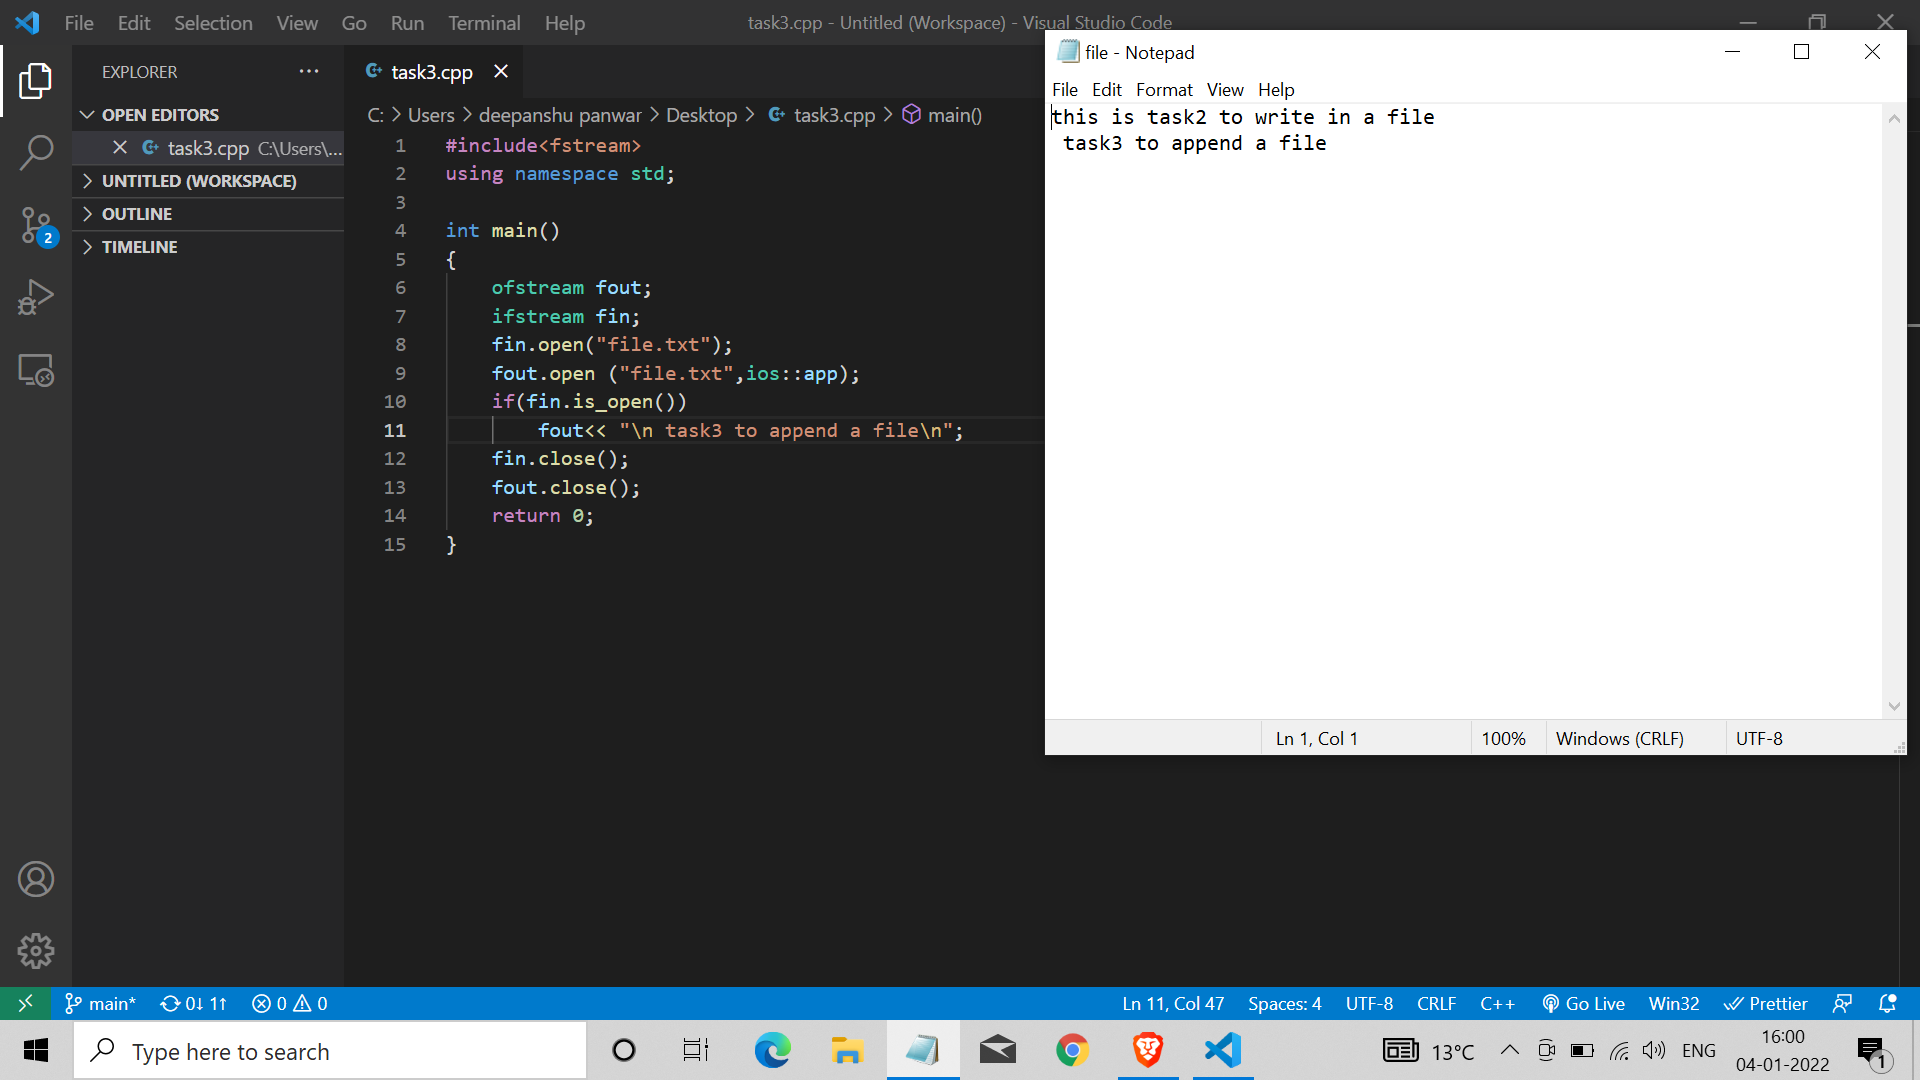 File Edit Selection View Go Run Terminal Help
task3.cpp - Untitled (Workspace) - Visual Studio Code
EXPLORER
OPEN EDITORS
task3.cpp C:\Users\...
UNTITLED (WORKSPACE)
OUTLINE
TIMELINE
2
task3.cpp
C: > Users > deepanshu panwar > Desktop > task3.cpp > main()
1 #include<fstream>
2 using namespace std;
3
4 int main()
5 {
6     ofstream fout;
7     ifstream fin;
8     fin.open("file.txt");
9     fout.open ("file.txt",ios::app);
10     if(fin.is_open())
11         fout<< "\n task3 to append a file\n";
12     fin.close();
13     fout.close();
14     return 0;
15 }
file - Notepad
File Edit Format View Help
this is task2 to write in a file
 task3 to append a file
Ln 1, Col 1 100% Windows (CRLF) UTF-8
main* 0↓ 1↑ 0 0 Ln 11, Col 47 Spaces: 4 UTF-8 CRLF C++ Go Live Win32 Prettier
Type here to search
13°C ENG 16:00
04-01-2022
1